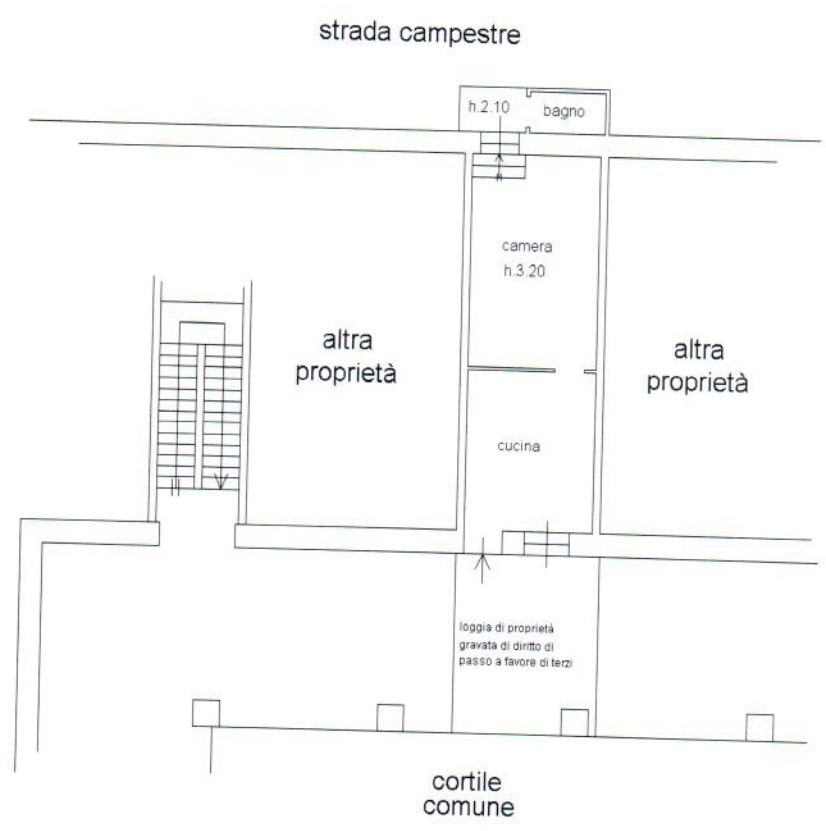 strada campestre
h.2.10
bagno
camera
h.3.20
altra
proprietà
altra
proprietà
cucina
loggia di proprietà
gravata di diritto di
passo a favore di terzi
cortile
comune